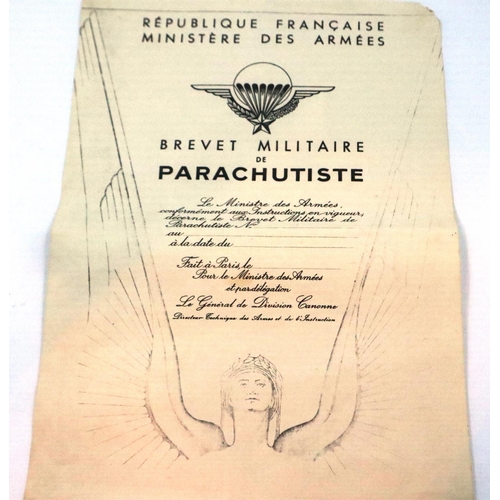 RÉPUBLIQUE FRANÇAISE
MINISTÈRE DES ARMÉES
BREVET MILITAIRE
DE
PARACHUTISTE
Le Ministre des Armées,
conformément aux Instructions en vigueur,
décerne le Brevet Militaire de
Parachutiste No
au
à la date du
Fait à Paris, le
Pour le Ministre des Armées
et par délégation
Le Général de Division Canonne
Directeur Technique des Armes et de l'Instruction